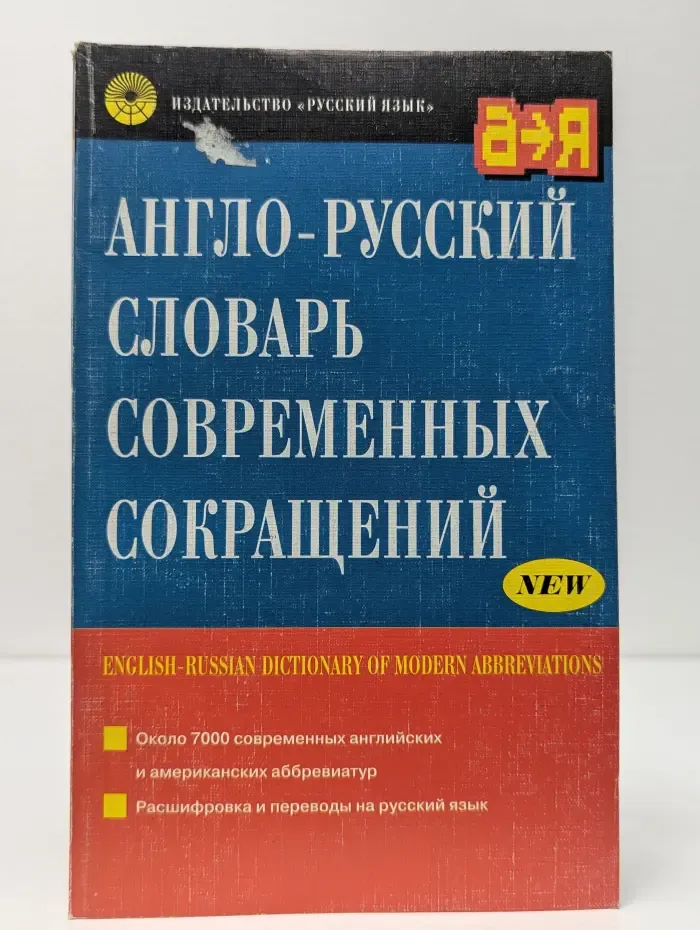 ИЗДАТЕЛЬСТВО «РУССКИЙ ЯЗЫК»
a→Я
АНГЛО-РУССКИЙ
СЛОВАРЬ
СОВРЕМЕННЫХ
СОКРАЩЕНИЙ
NEW
ENGLISH-RUSSIAN DICTIONARY OF MODERN ABBREVIATIONS
Около 7000 современных английских
и американских аббревиатур
Расшифровка и переводы на русский язык